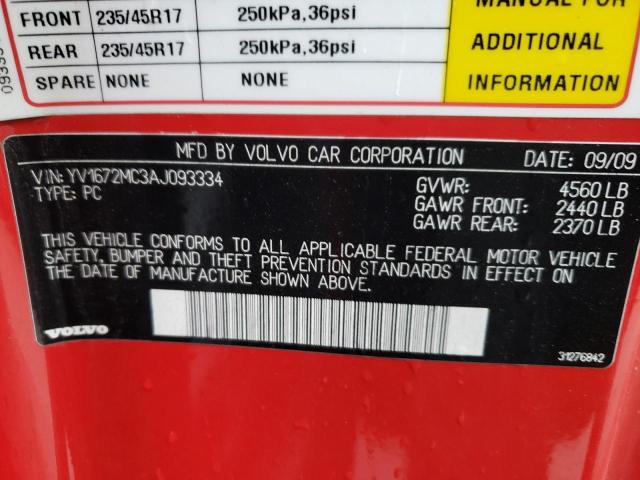 MANUAL FOR
FRONT 235/45R17 250kPa,36psi
ADDITIONAL
REAR 235/45R17 250kPa,36psi
SPARE NONE NONE
INFORMATION
MFD BY VOLVO CAR CORPORATION DATE: 09/09
VIN: YV1672MC3AJ093334
TYPE: PC
GVWR: 4560 LB
GAWR FRONT: 2440 LB
GAWR REAR: 2370 LB
THIS VEHICLE CONFORMS TO ALL APPLICABLE FEDERAL MOTOR VEHICLE
SAFETY, BUMPER AND THEFT PREVENTION STANDARDS IN EFFECT ON
THE DATE OF MANUFACTURE SHOWN ABOVE.
VOLVO
31276842